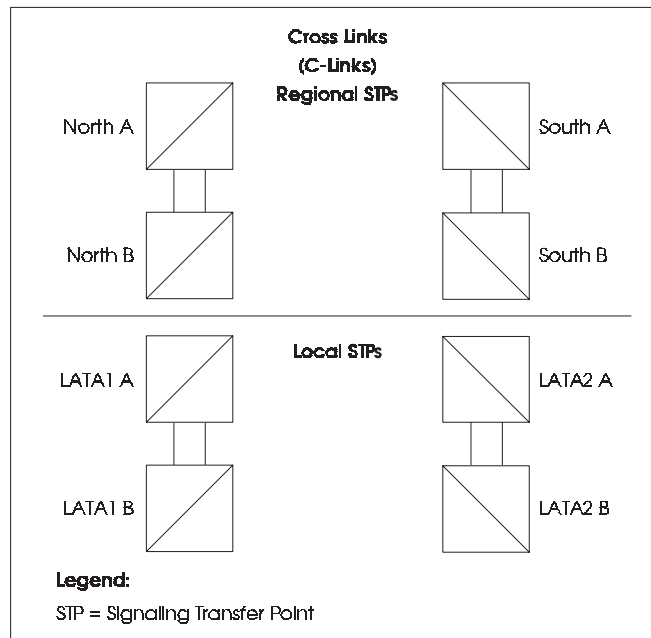 Cross Links
(C-Links)
Regional STPs
North A
South A
North B
South B
Local STPs
LATA1 A
LATA2 A
LATA1 B
LATA2 B
Legend:
STP = Signaling Transfer Point